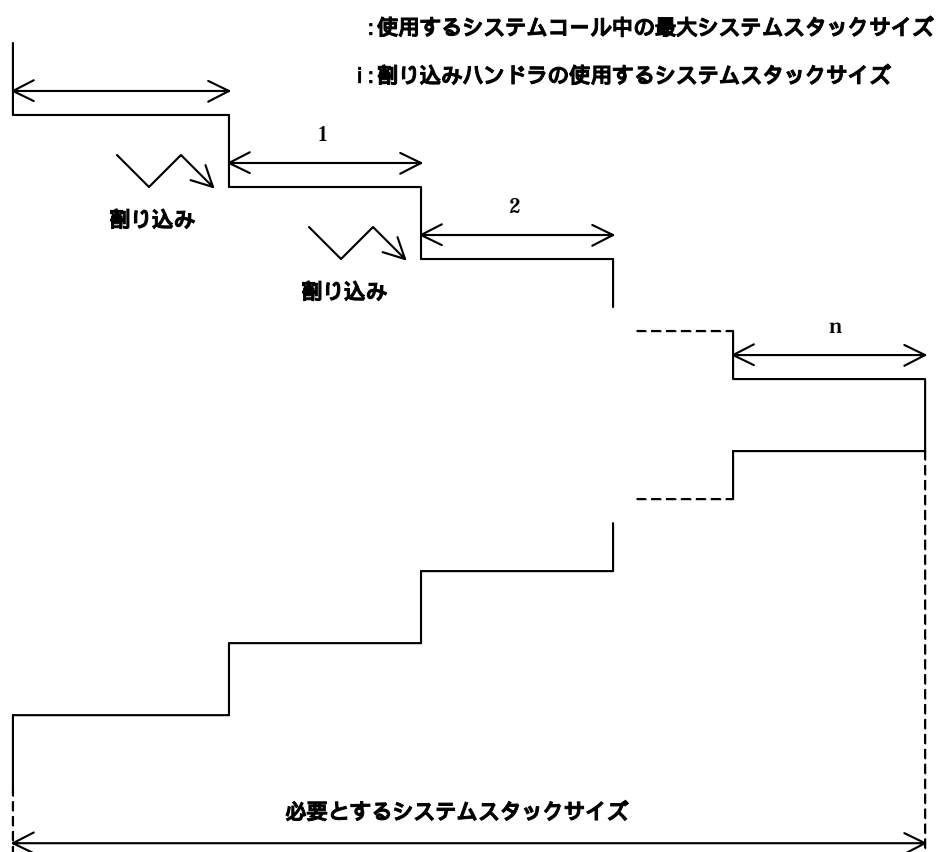 :使用するシステムコール中の最大システムスタックサイズ
i:割り込みハンドラの使用するシステムスタックサイズ
1
割り込み
2
割り込み
n
必要とするシステムスタックサイズ